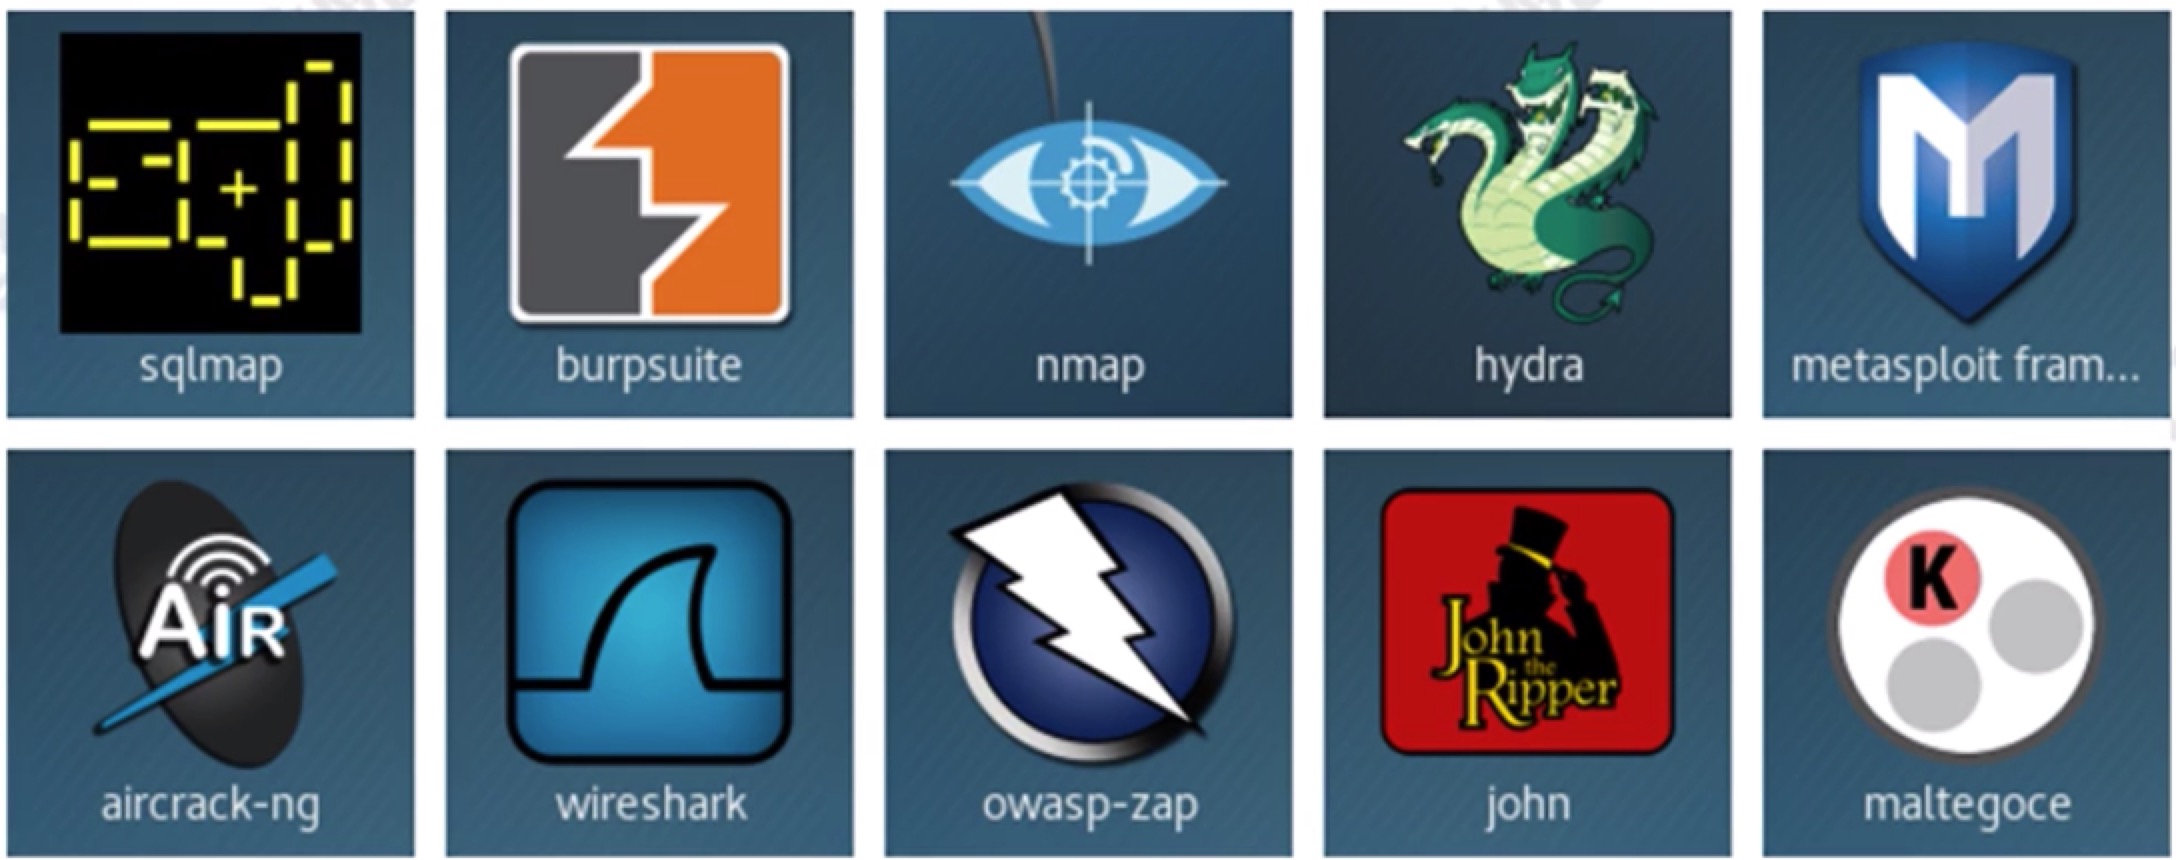 sqlmap
burpsuite
nmap
hydra
M
metasploit fram...
AiR
aircrack-ng
wireshark
owasp-zap
John
the
Ripper
john
K
maltegoce